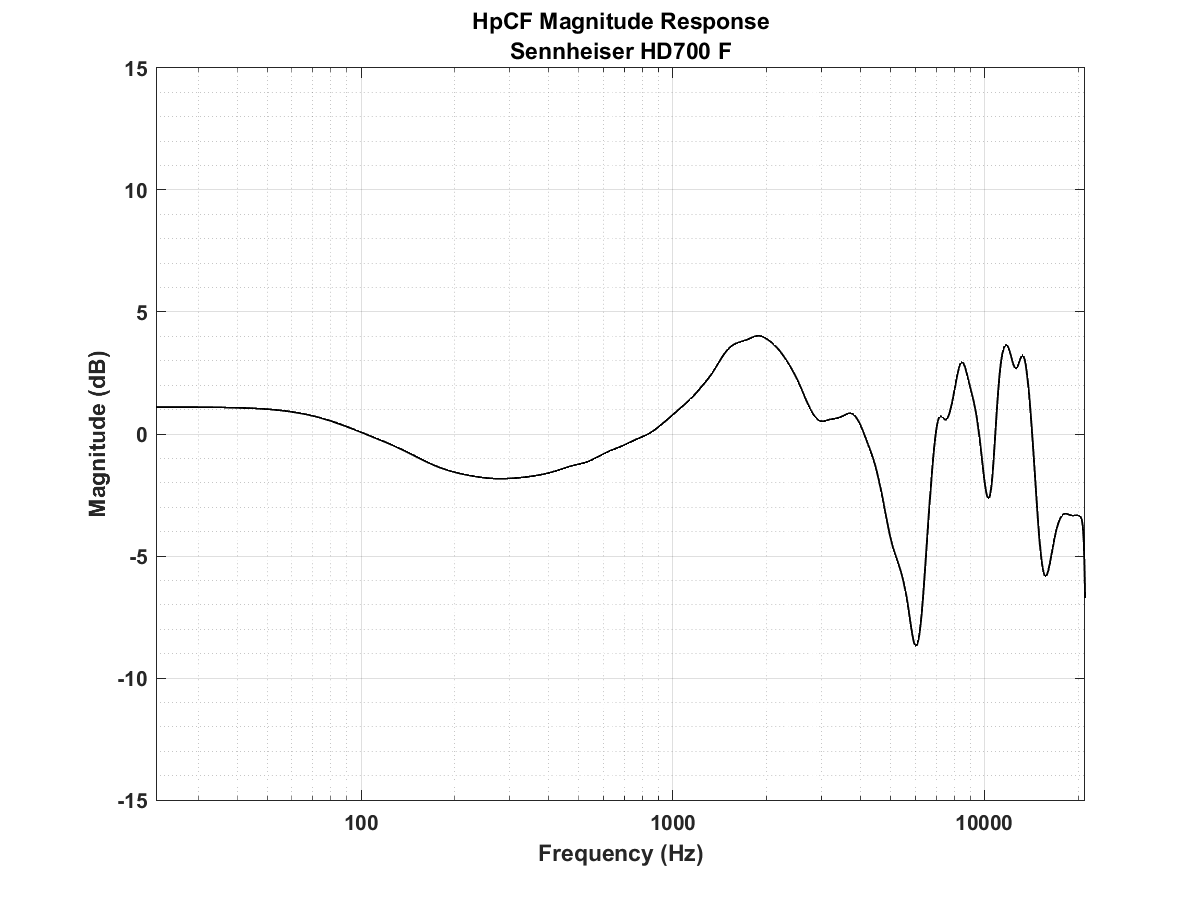 HpCF Magnitude Response
Sennheiser HD700 F
15
10
5
0
-5
-10
-15
Magnitude (dB)
100 1000 10000
Frequency (Hz)